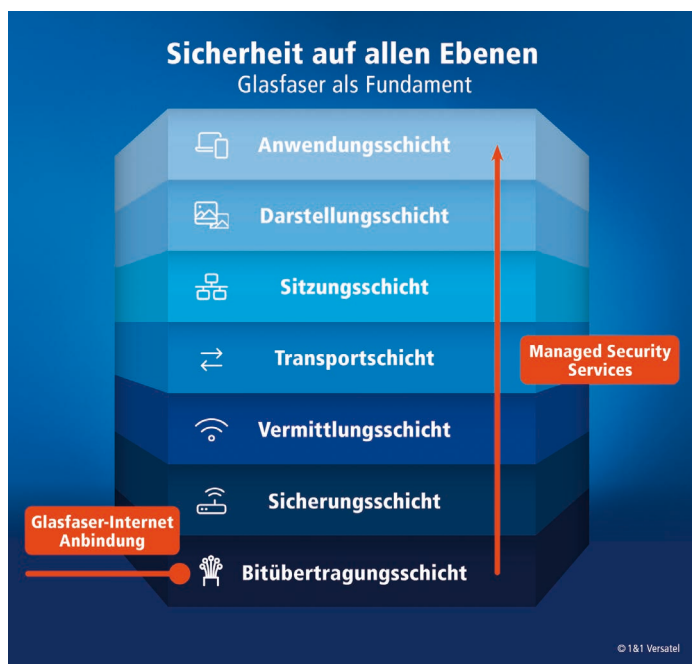 Sicherheit auf allen Ebenen
Glasfaser als Fundament
Anwendungsschicht
Darstellungsschicht
Sitzungsschicht
Transportschicht
Managed Security
Services
Vermittlungsschicht
Sicherungsschicht
Glasfaser-Internet
Anbindung
Bitübertragungsschicht
© 1&1 Versatel